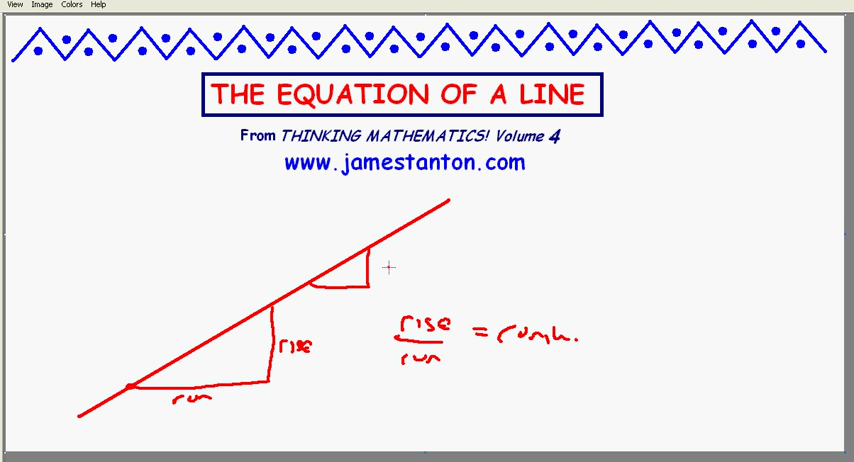 View Image Colors Help
THE EQUATION OF A LINE
From THINKING MATHEMATICS! Volume 4
www.jamestanton.com
rise
run
rise
run
=